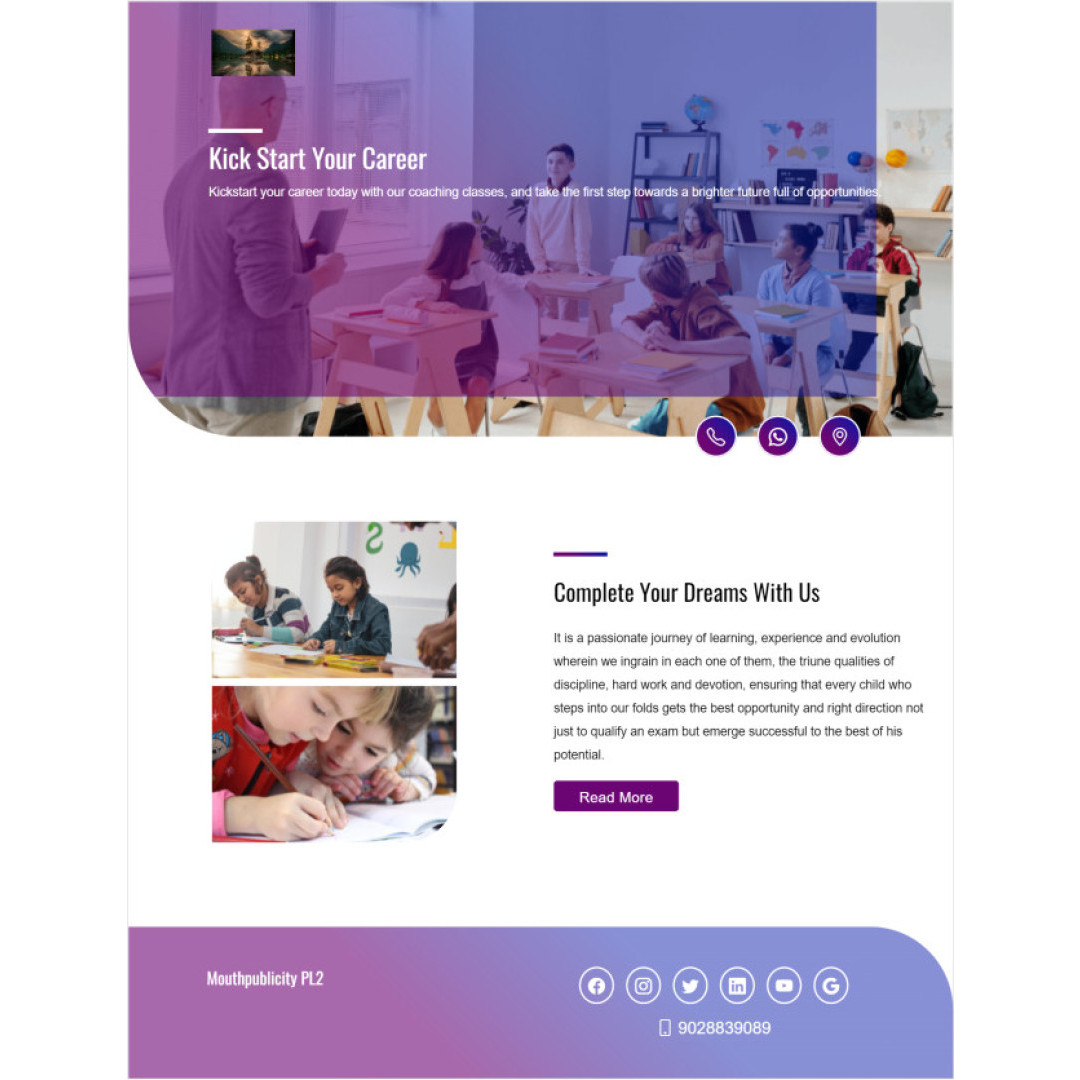 Kick Start Your Career
Kickstart your career today with our coaching classes, and take the first step towards a brighter future full of opportunities.
Complete Your Dreams With Us
It is a passionate journey of learning, experience and evolution
wherein we ingrain in each one of them, the triune qualities of
discipline, hard work and devotion, ensuring that every child who
steps into our folds gets the best opportunity and right direction not
just to qualify an exam but emerge successful to the best of his
potential.
Read More
Mouthpublicity PL2
9028839089